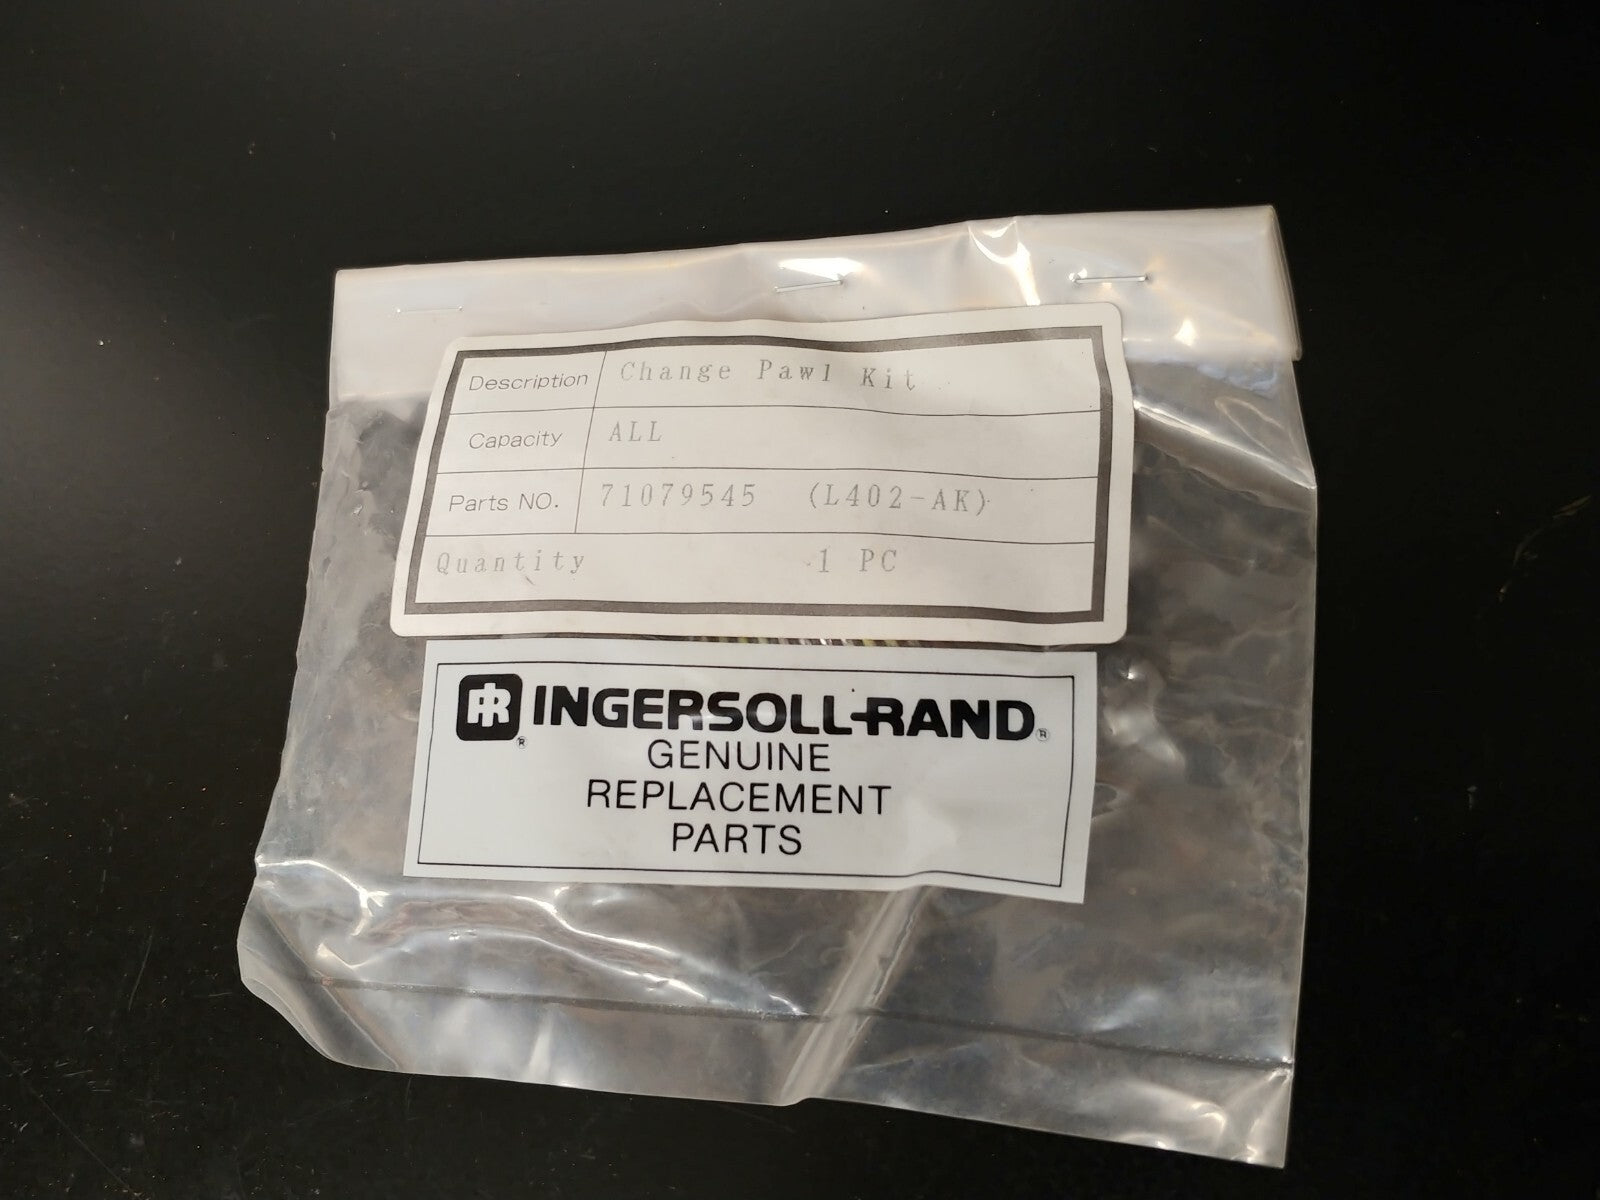 Description Change Pawl Kit
Capacity ALL
Parts NO. 71079545 (L402-AK)
Quantity 1 PC
IR ® INGERSOLL-RAND®
GENUINE
REPLACEMENT
PARTS